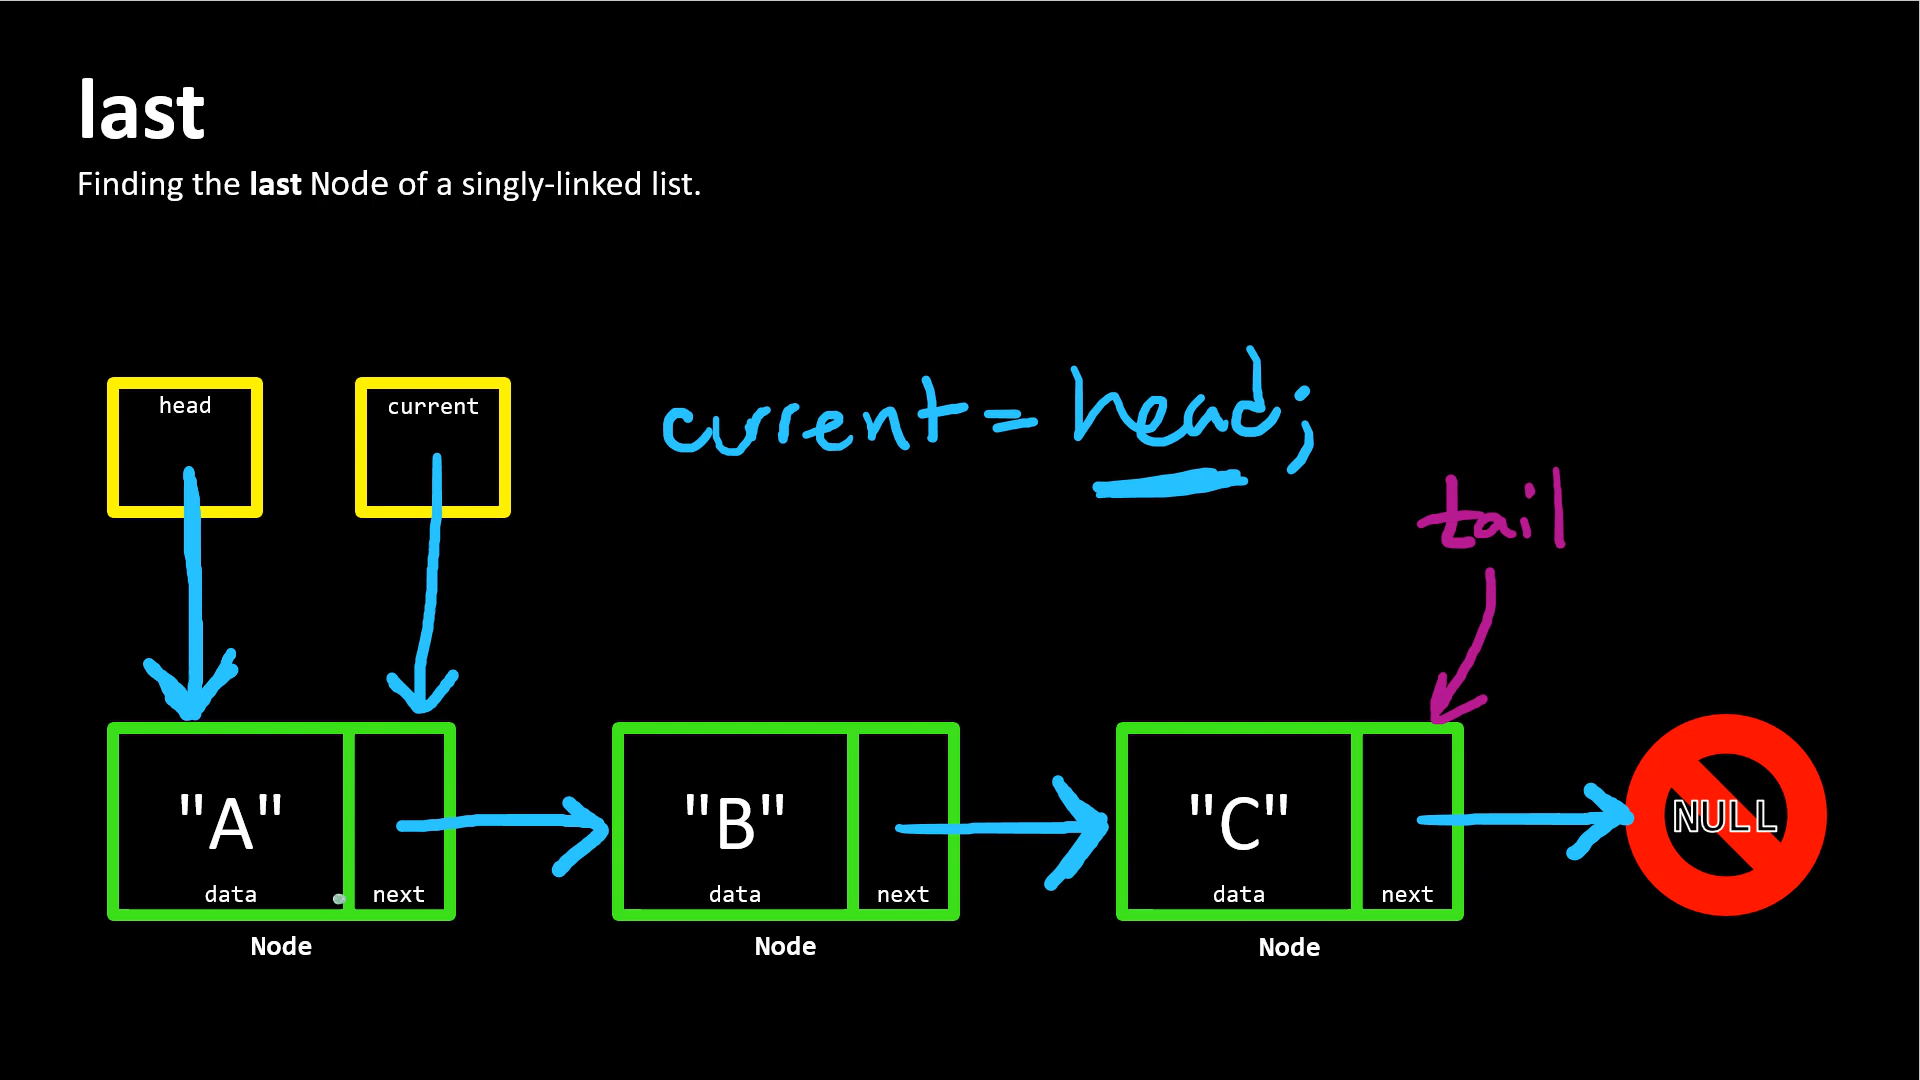 last
Finding the last Node of a singly-linked list.
head
current
current = head;
tail
"A"
data
next
Node
"B"
data
next
Node
"C"
data
next
Node
NULL